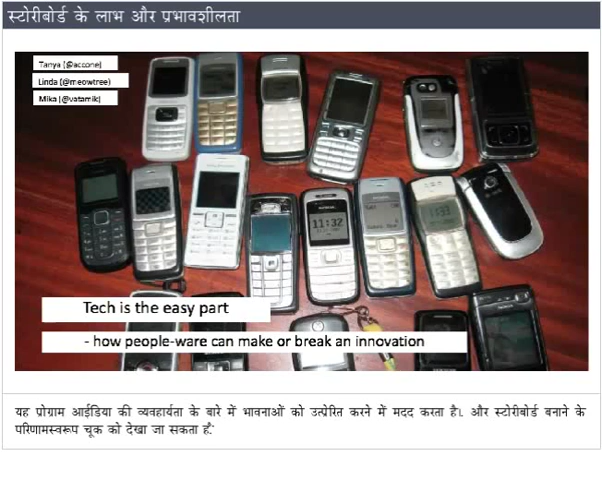 स्टोरीबोर्ड के लाभ और प्रभावशीलता
Tanya (@accone)
Linda (@meowtree)
Mika (@vatamik)
11:32
Tech is the easy part
- how people-ware can make or break an innovation
यह प्रोग्राम आईडिया की व्यवहार्यता के बारे में भावनाओं को उत्प्रेरित करने में मदद करता है।. और स्टोरीबोर्ड बनाने के
परिणामस्वरूप चूक को देखा जा सकता है: